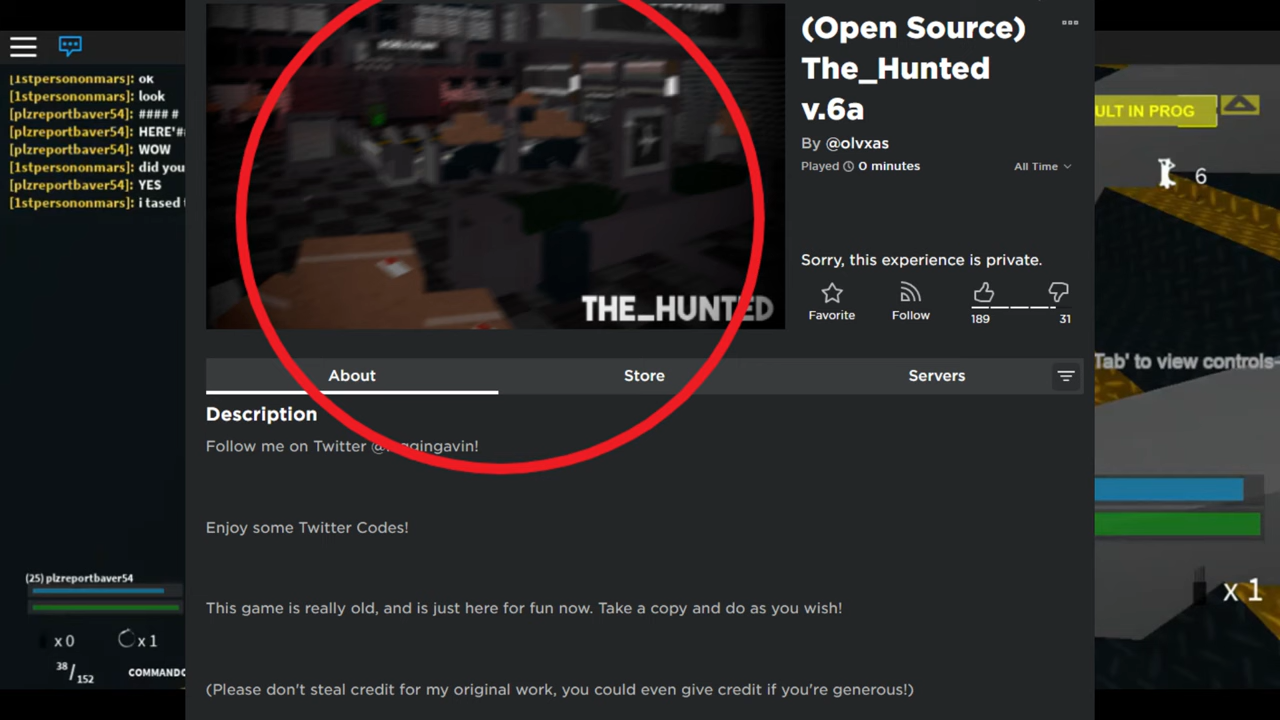 [1stpersononmars]: ok
[1stpersononmars]: look
[plzreportbaver54]: #### #
[plzreportbaver54]: HERE'#
[plzreportbaver54]: WOW
[1stpersononmars]: did you
[plzreportbaver54]: YES
[1stpersononmars]: i tased
(25) plzreportbaver54
x 0
x 1
38/152
COMMANDO
THE_HUNTED
(Open Source)
The_Hunted
v.6a
By @olvxas
Played 0 minutes
All Time
Sorry, this experience is private.
Favorite
Follow
189
31
About
Store
Servers
Description
Follow me on Twitter
Enjoy some Twitter Codes!
This game is really old, and is just here for fun now. Take a copy and do as you wish!
(Please don't steal credit for my original work, you could even give credit if you're generous!)
ULT IN PROG
6
Tab' to view controls-
x 1